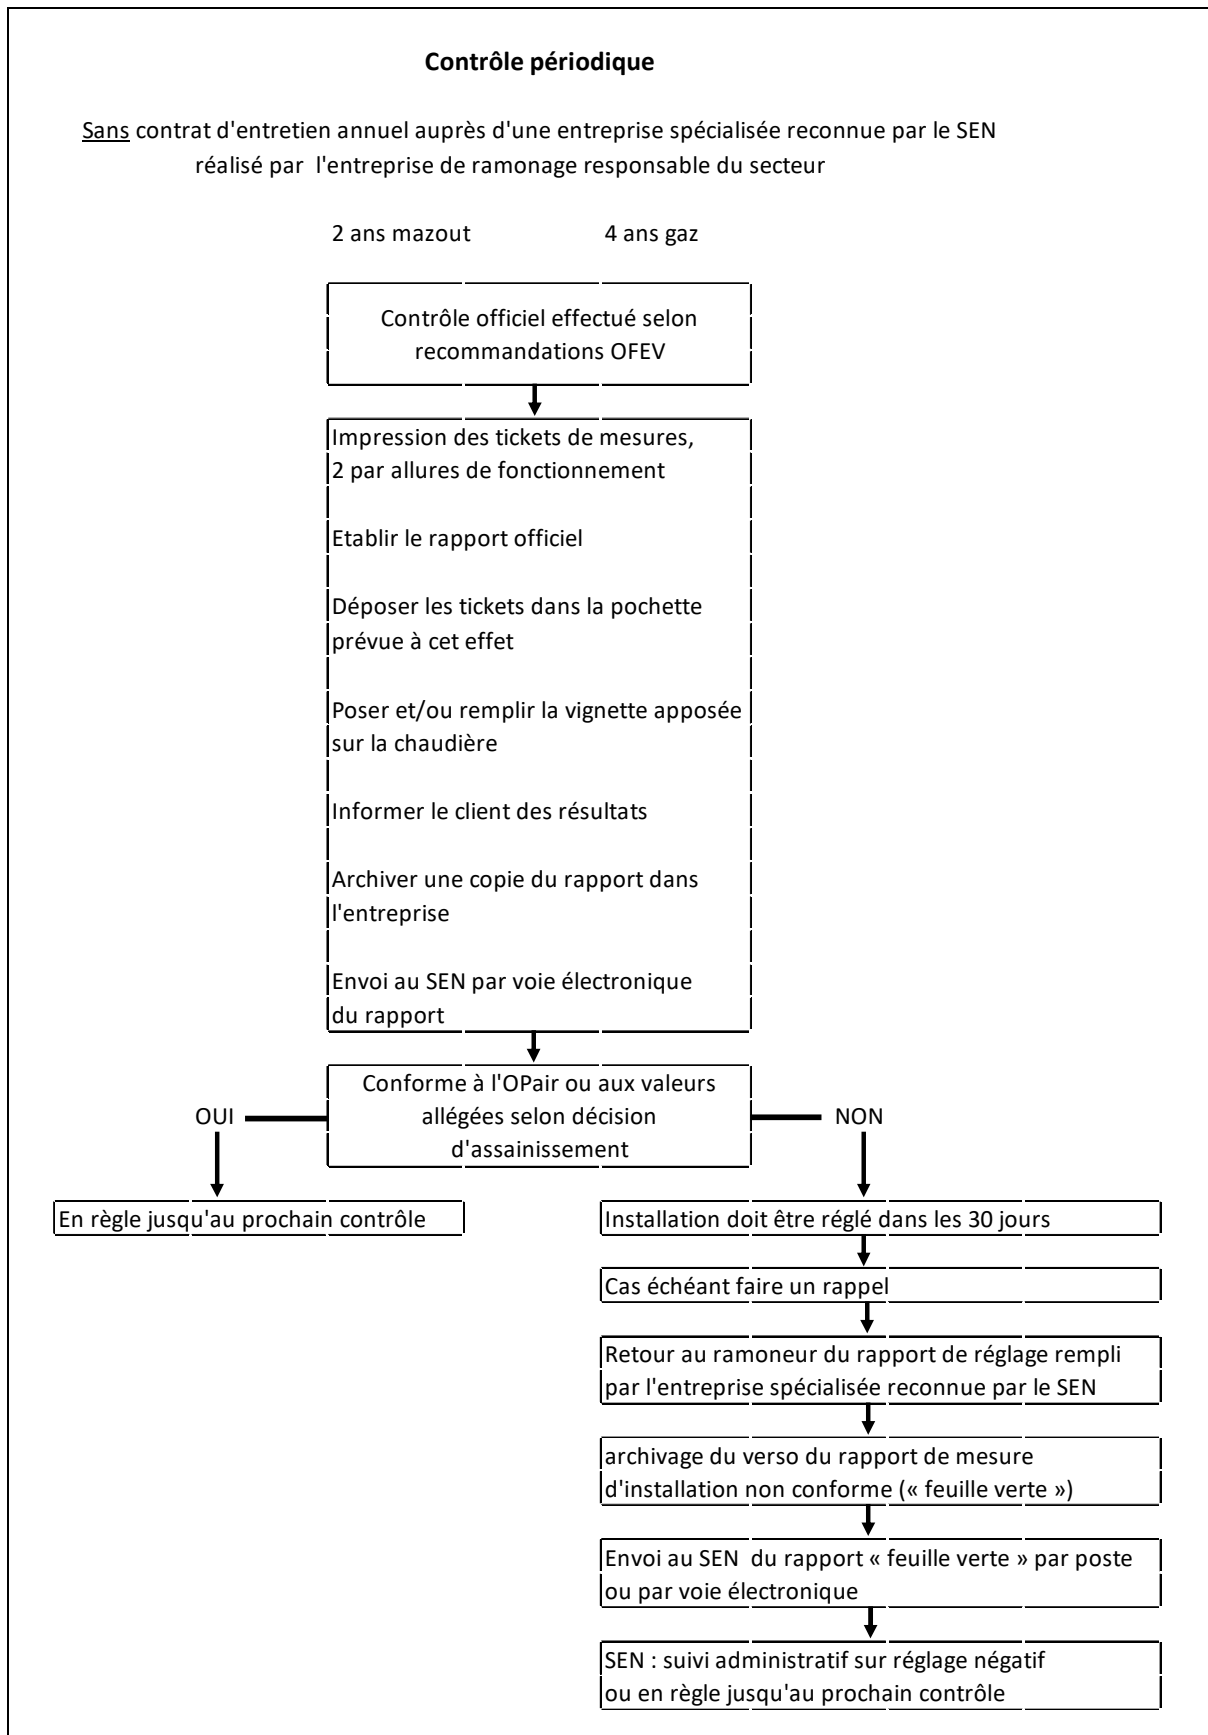 Contrôle périodique
Sans contrat d'entretien annuel auprès d'une entreprise spécialisée reconnue par le SEN
réalisé par l'entreprise de ramonage responsable du secteur
2 ans mazout 4 ans gaz
Contrôle officiel effectué selon
recommandations OFEV
Impression des tickets de mesures,
2 par allures de fonctionnement
Etablir le rapport officiel
Déposer les tickets dans la pochette
prévue à cet effet
Poser et/ou remplir la vignette apposée
sur la chaudière
Informer le client des résultats
Archiver une copie du rapport dans
l'entreprise
Envoi au SEN par voie électronique
du rapport
Conforme à l'OPair ou aux valeurs
allégées selon décision
d'assainissement
OUI
NON
En règle jusqu'au prochain contrôle
Installation doit être réglé dans les 30 jours
Cas échéant faire un rappel
Retour au ramoneur du rapport de réglage rempli
par l'entreprise spécialisée reconnue par le SEN
archivage du verso du rapport de mesure
d'installation non conforme (« feuille verte »)
Envoi au SEN du rapport « feuille verte » par poste
ou par voie électronique
SEN : suivi administratif sur réglage négatif
ou en règle jusqu'au prochain contrôle